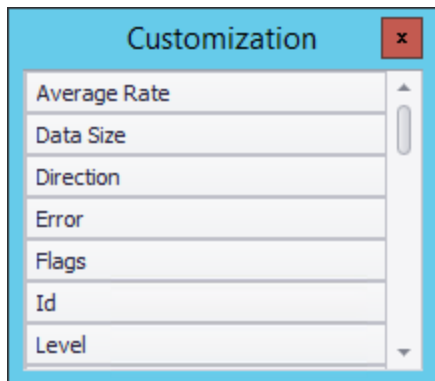 Customization
x
Average Rate
Data Size
Direction
Error
Flags
Id
Level